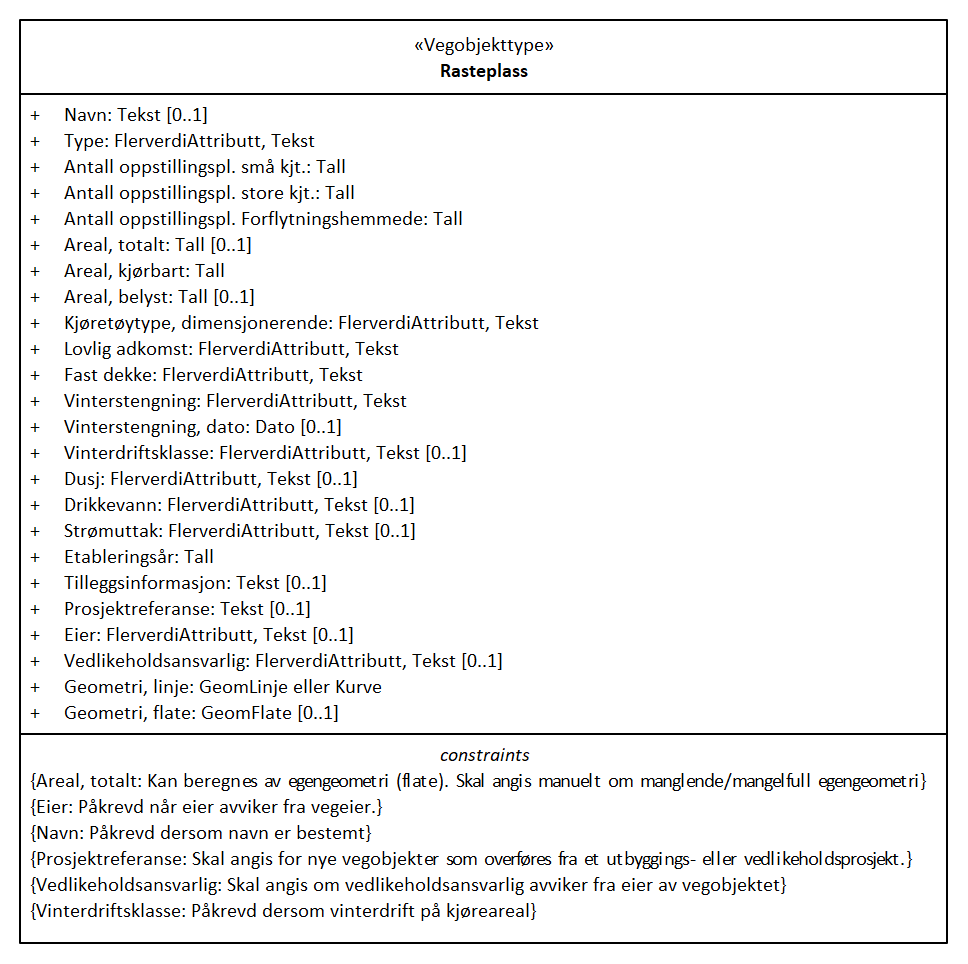 «Vegobjekttype»
Rasteplass
+ Navn: Tekst [0..1]
+ Type: FlerverdiAttributt, Tekst
+ Antall oppstillingspl. små kjt.: Tall
+ Antall oppstillingspl. store kjt.: Tall
+ Antall oppstillingspl. Forflytningshemmede: Tall
+ Areal, totalt: Tall [0..1]
+ Areal, kjørbart: Tall
+ Areal, belyst: Tall [0..1]
+ Kjøretøytype, dimensjonerende: FlerverdiAttributt, Tekst
+ Lovlig adkomst: FlerverdiAttributt, Tekst
+ Fast dekke: FlerverdiAttributt, Tekst
+ Vinterstengning: FlerverdiAttributt, Tekst
+ Vinterstengning, dato: Dato [0..1]
+ Vinterdriftsklasse: FlerverdiAttributt, Tekst [0..1]
+ Dusj: FlerverdiAttributt, Tekst [0..1]
+ Drikkevann: FlerverdiAttributt, Tekst [0..1]
+ Strømuttak: FlerverdiAttributt, Tekst [0..1]
+ Etableringsår: Tall
+ Tilleggsinformasjon: Tekst [0..1]
+ Prosjektreferanse: Tekst [0..1]
+ Eier: FlerverdiAttributt, Tekst [0..1]
+ Vedlikeholdsansvarlig: FlerverdiAttributt, Tekst [0..1]
+ Geometri, linje: GeomLinje eller Kurve
+ Geometri, flate: GeomFlate [0..1]
constraints
{Areal, totalt: Kan beregnes av egengeometri (flate). Skal angis manuelt om manglende/mangelfull egengeometri}
{Eier: Påkrevd når eier avviker fra vegeier.}
{Navn: Påkrevd dersom navn er bestemt}
{Prosjektreferanse: Skal angis for nye vegobjekter som overføres fra et utbyggings- eller vedlikeholdsprosjekt.}
{Vedlikeholdsansvarlig: Skal angis om vedlikeholdsansvarlig avviker fra eier av vegobjektet}
{Vinterdriftsklasse: Påkrevd dersom vinterdrift på kjøreareal}